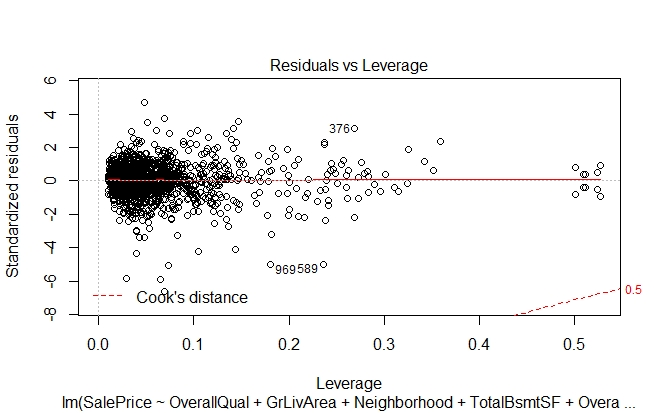 Residuals vs Leverage
Standardized residuals
6
4
2
0
-2
-4
-6
-8
376
969
589
Cook's distance
0.5
0.0 0.1 0.2 0.3 0.4 0.5
Leverage
lm(SalePrice ~ OverallQual + GrLivArea + Neighborhood + TotalBsmtSF + Overa ...